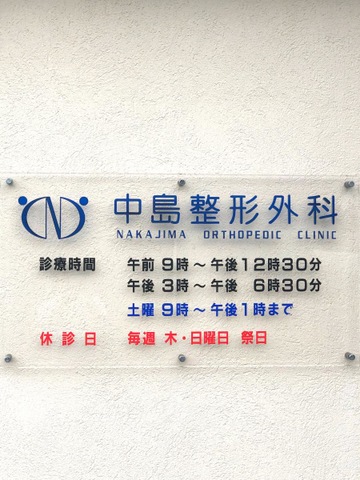 中島整形外科
NAKAJIMA ORTHOPEDIC CLINIC
診療時間 午前 9時～午後12時30分
午後 3時～午後 6時30分
土曜 9時～午後1時まで
休診日 毎週 木・日曜日 祭日